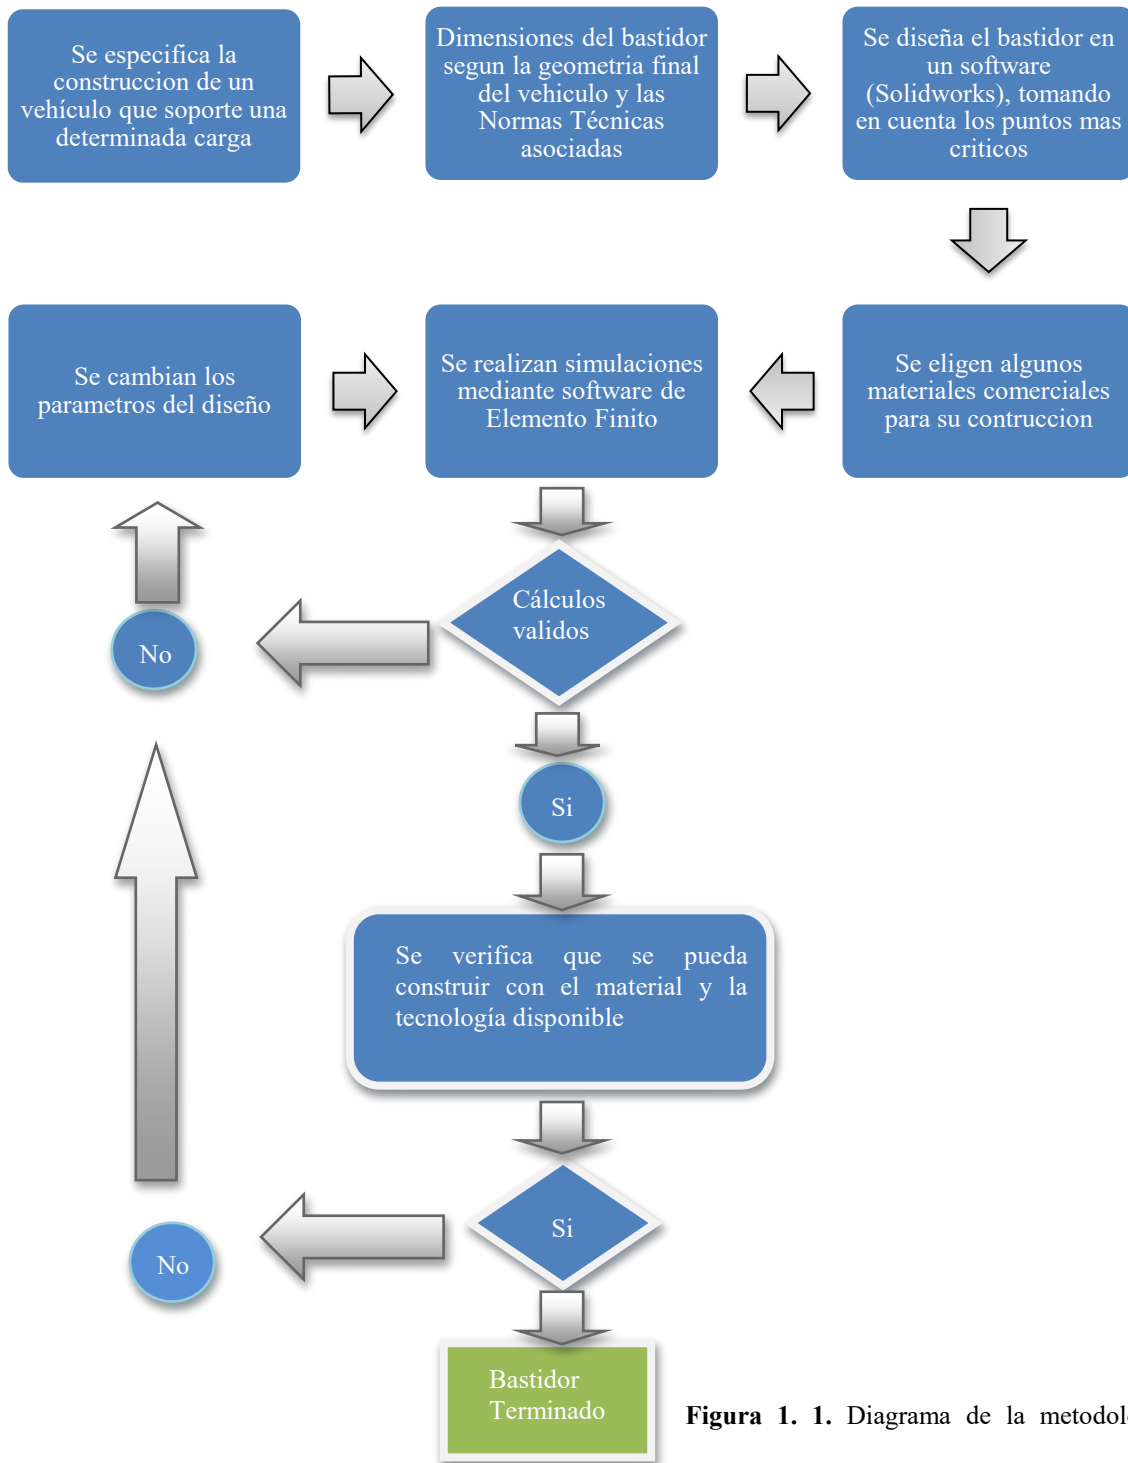 Se especifica la
construccion de un
vehículo que soporte una
determinada carga
Dimensiones del bastidor
segun la geometria final
del vehiculo y las
Normas Técnicas
asociadas
Se diseña el bastidor en
un software
(Solidworks), tomando
en cuenta los puntos mas
criticos
Se cambian los
parametros del diseño
Se realizan simulaciones
mediante software de
Elemento Finito
Se eligen algunos
materiales comerciales
para su contruccion
Cálculos
validos
No
Si
Se verifica que se pueda
construir con el material y la
tecnología disponible
Si
No
Bastidor
Terminado
Figura 1. 1. Diagrama de la